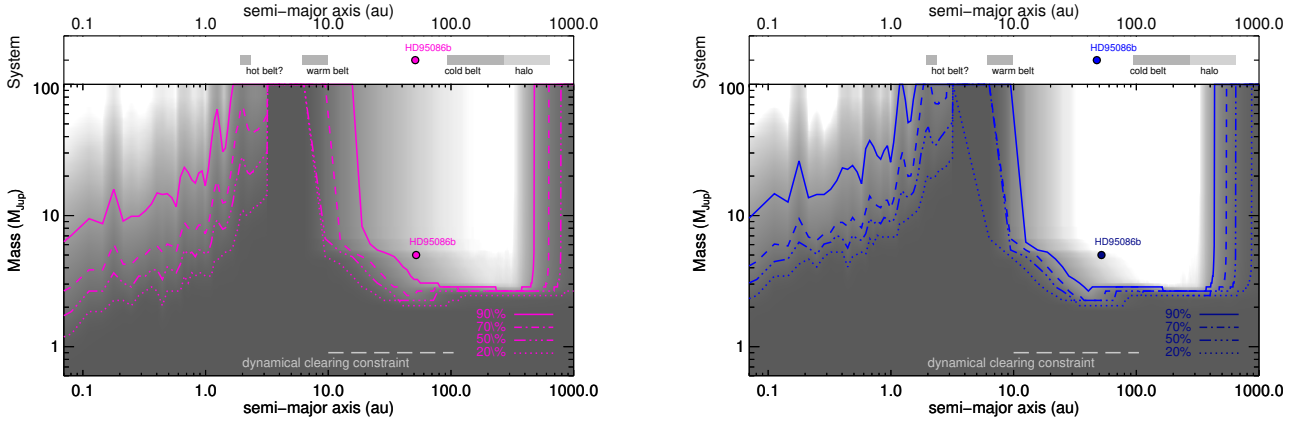 semi−major axis (au)
0.1 1.0 10.0 100.0 1000.0
System
HD95086b
hot belt? warm belt cold belt halo
100
10
1
Mass (MJup)
HD95086b
90% 
70%
50%
20%
dynamical clearing constraint
0.1 1.0 10.0 100.0 1000.0
semi−major axis (au)
semi−major axis (au)
0.1 1.0 10.0 100.0 1000.0
System
HD95086b
hot belt? warm belt cold belt halo
100
10
1
Mass (MJup)
HD95086b
90%
70%
50%
20%
dynamical clearing constraint
0.1 1.0 10.0 100.0 1000.0
semi−major axis (au)